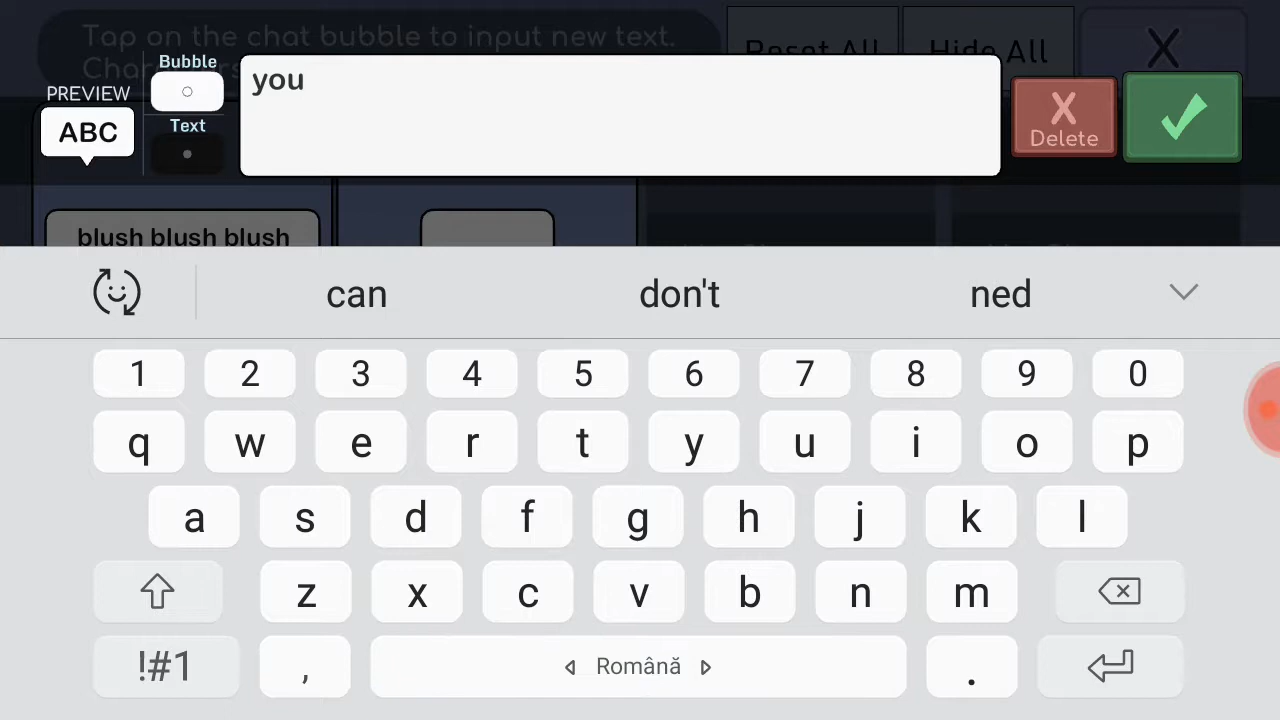 Tap on the chat bubble to input new text.
Reset All
Hide All
X
Bubble
PREVIEW
ABC
Text
you
X
Delete
blush blush blush
can
don't
ned
1 2 3 4 5 6 7 8 9 0
q w e r t y u i o p
a s d f g h j k l
z x c v b n m
!#1 , Română .